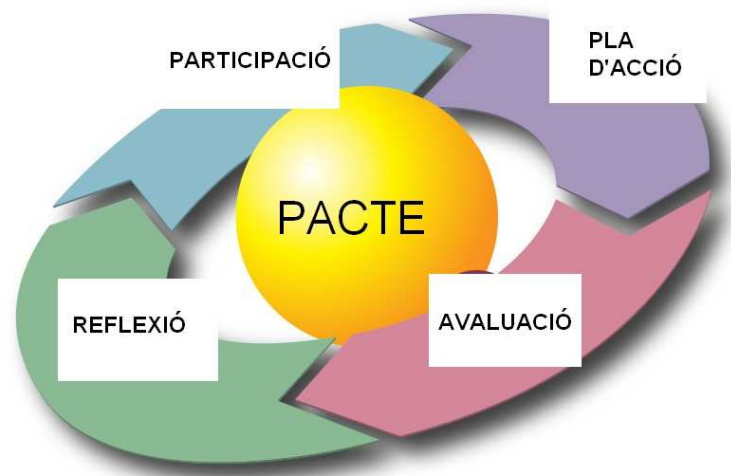 PARTICIPACIÓ
PLA
D'ACCIÓ
PACTE
REFLEXIÓ
AVALUACIÓ